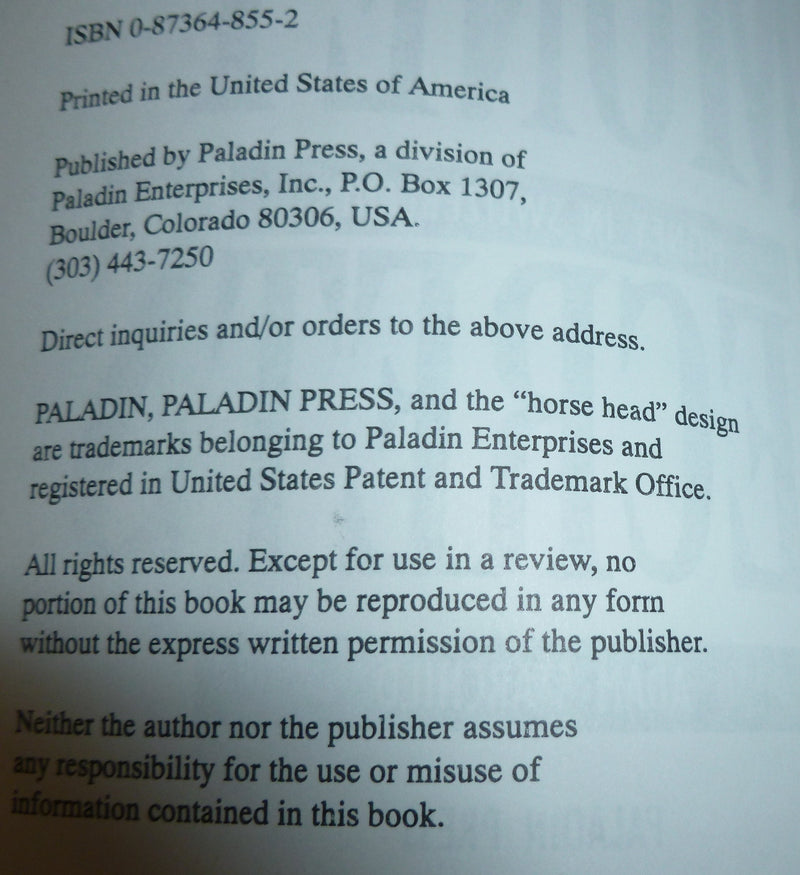 ISBN 0-87364-855-2
Printed in the United States of America
Published by Paladin Press, a division of
Paladin Enterprises, Inc., P.O. Box 1307,
Boulder, Colorado 80306, USA.
(303) 443-7250
Direct inquiries and/or orders to the above address.
PALADIN, PALADIN PRESS, and the “horse head” design
are trademarks belonging to Paladin Enterprises and
registered in United States Patent and Trademark Office.
All rights reserved. Except for use in a review, no
portion of this book may be reproduced in any form
without the express written permission of the publisher.
Neither the author nor the publisher assumes
any responsibility for the use or misuse of
information contained in this book.